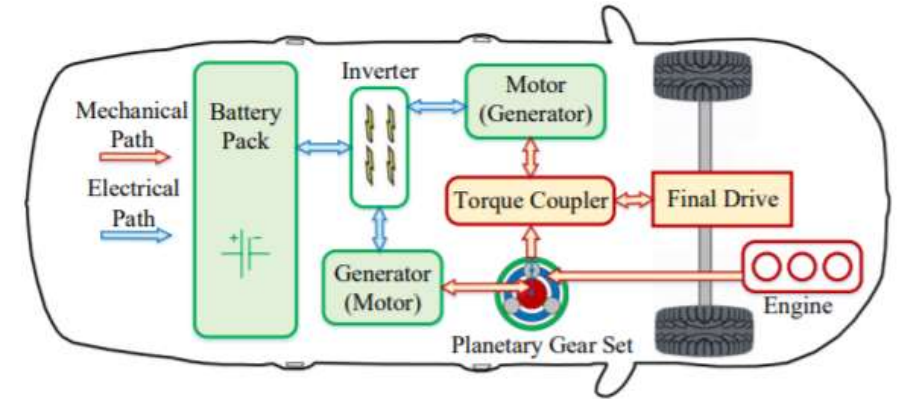 Mechanical
Path
Electrical
Path
Battery
Pack
+ -
Inverter
Motor
(Generator)
Torque Coupler
Final Drive
Generator
(Motor)
Engine
Planetary Gear Set